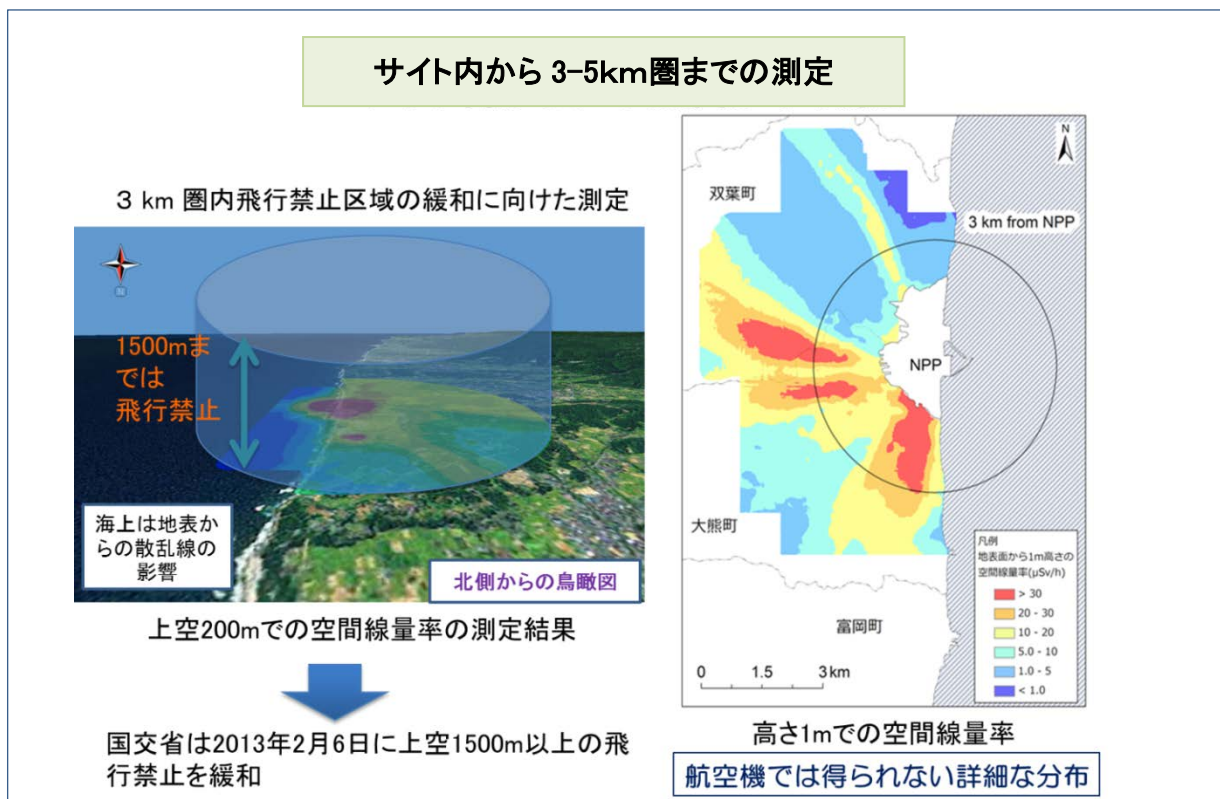 サイト内から 3-5km圏までの測定
3 km 圏内飛行禁止区域の緩和に向けた測定
1500mま
では
飛行禁止
海上は地表か
らの散乱線の
影響
北側からの鳥瞰図
上空200mでの空間線量率の測定結果
国交省は2013年2月6日に上空1500m以上の飛
行禁止を緩和
N
双葉町
3 km from NPP
NPP
大熊町
富岡町
凡例
地表面から1m高さの
空間線量率(μSv/h)
> 30
20 - 30
10 - 20
5.0 - 10
1.0 - 5
< 1.0
0 1.5 3 km
高さ1mでの空間線量率
航空機では得られない詳細な分布